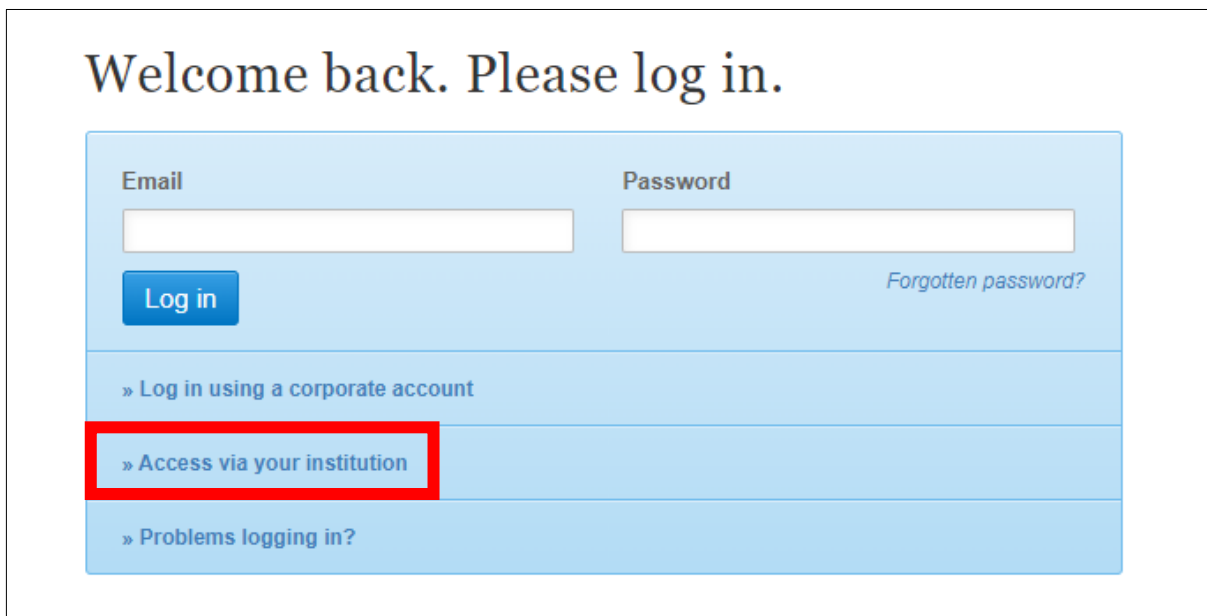 Welcome back. Please log in.
Email
Password
Log in
Forgotten password?
» Log in using a corporate account
» Access via your institution
» Problems logging in?